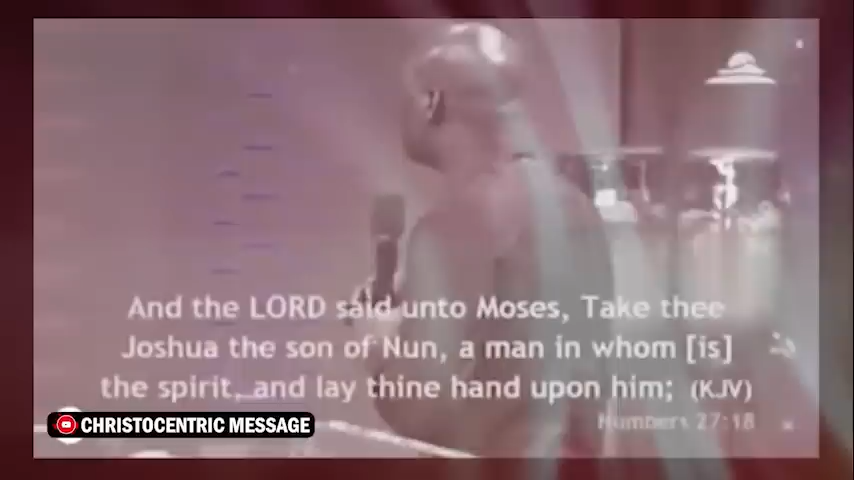 And the LORD said unto Moses, Take thee
Joshua the son of Nun, a man in whom [is]
the spirit, and lay thine hand upon him; (KJV)
Numbers 27:18
CHRISTOCENTRIC MESSAGE